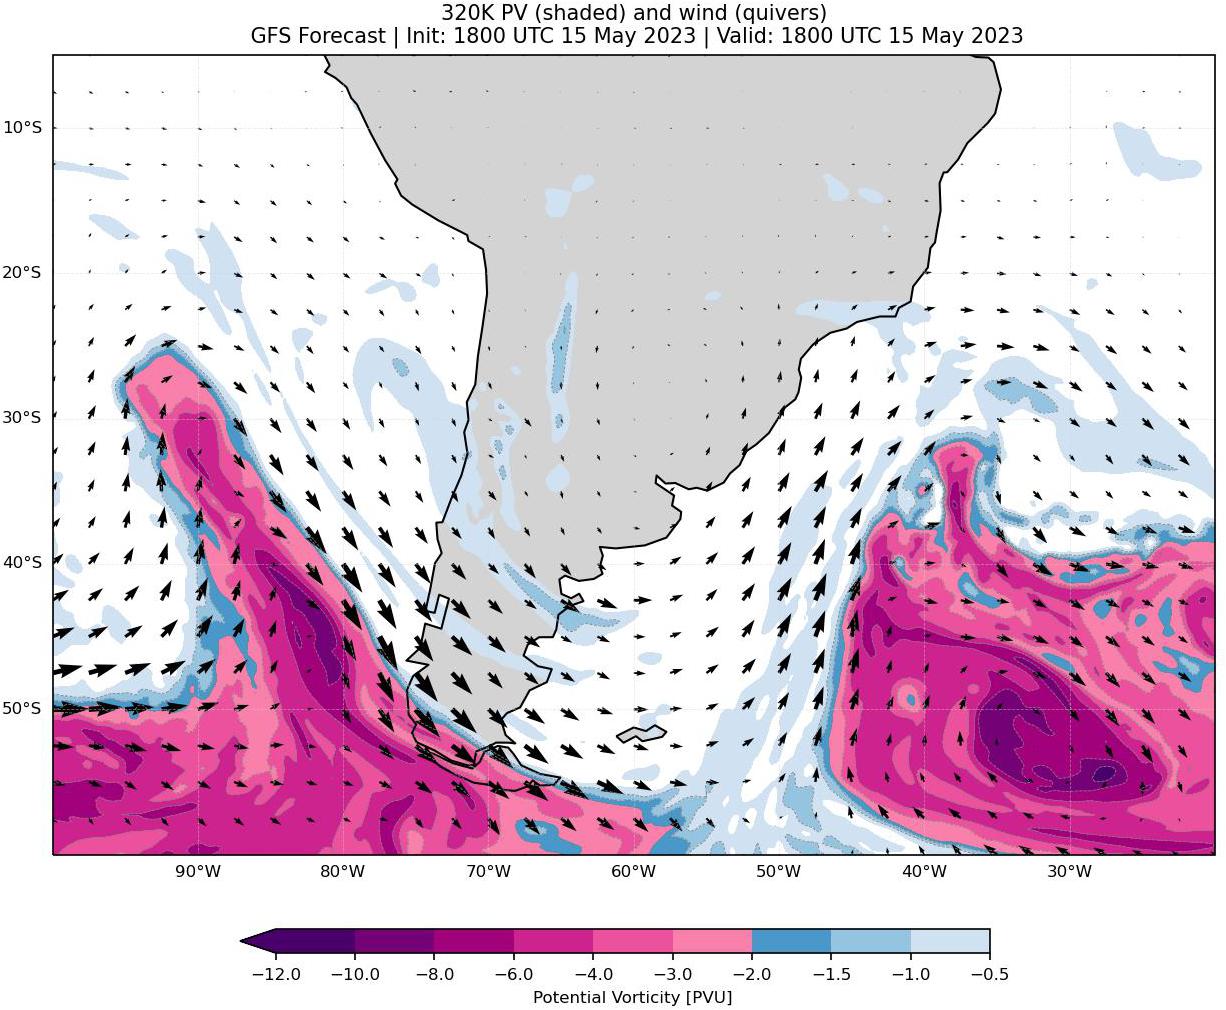 320K PV (shaded) and wind (quivers)
GFS Forecast | Init: 1800 UTC 15 May 2023 | Valid: 1800 UTC 15 May 2023
10°S
20°S
30°S
40°S
50°S
90°W 80°W 70°W 60°W 50°W 40°W 30°W
−12.0 −10.0 −8.0 −6.0 −4.0 −3.0 −2.0 −1.5 −1.0 −0.5
Potential Vorticity [PVU]